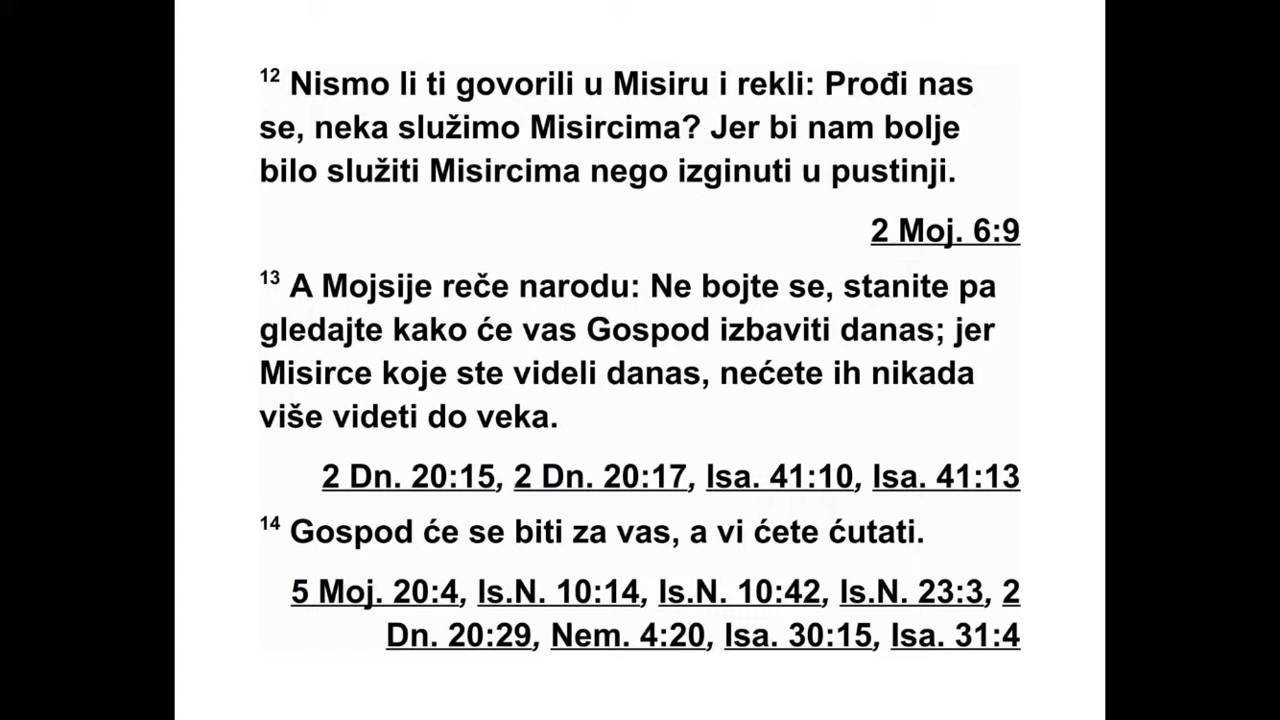 12 Nismo li ti govorili u Misiru i rekli: Prođi nas
se, neka služimo Misircima? Jer bi nam bolje
bilo služiti Misircima nego izginuti u pustinji.
2 Moj. 6:9
13 A Mojsije reče narodu: Ne bojte se, stanite pa
gledajte kako će vas Gospod izbaviti danas; jer
Misirce koje ste videli danas, nećete ih nikada
više videti do veka.
2 Dn. 20:15, 2 Dn. 20:17, Isa. 41:10, Isa. 41:13
14 Gospod će se biti za vas, a vi ćete ćutati.
5 Moj. 20:4, Is.N. 10:14, Is.N. 10:42, Is.N. 23:3, 2
Dn. 20:29, Nem. 4:20, Isa. 30:15, Isa. 31:4